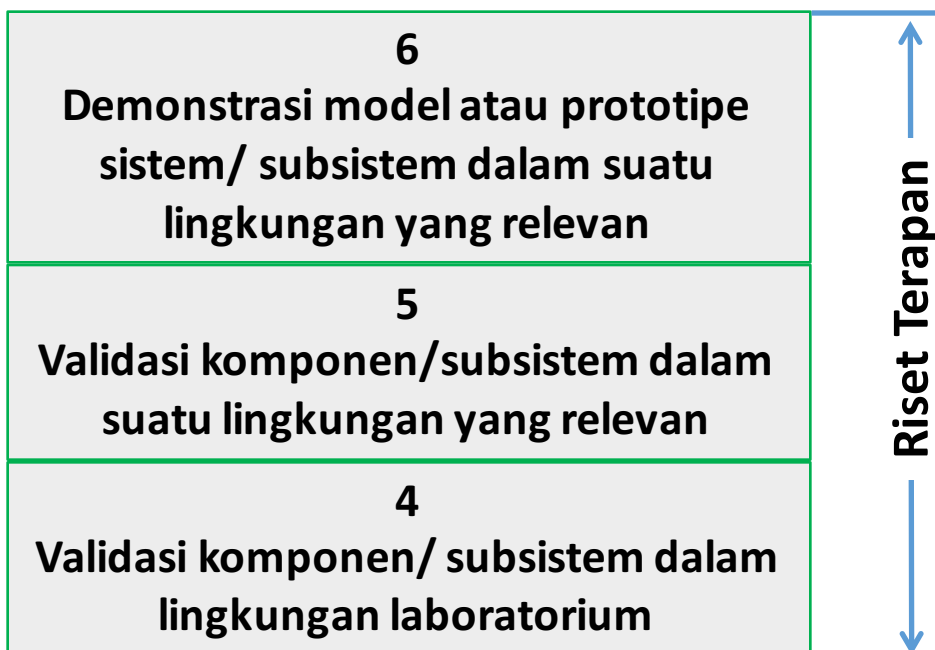 6
Demonstrasi model atau prototipe
sistem/ subsistem dalam suatu
lingkungan yang relevan
5
Validasi komponen/subsistem dalam
suatu lingkungan yang relevan
4
Validasi komponen/ subsistem dalam
lingkungan laboratorium
Riset Terapan